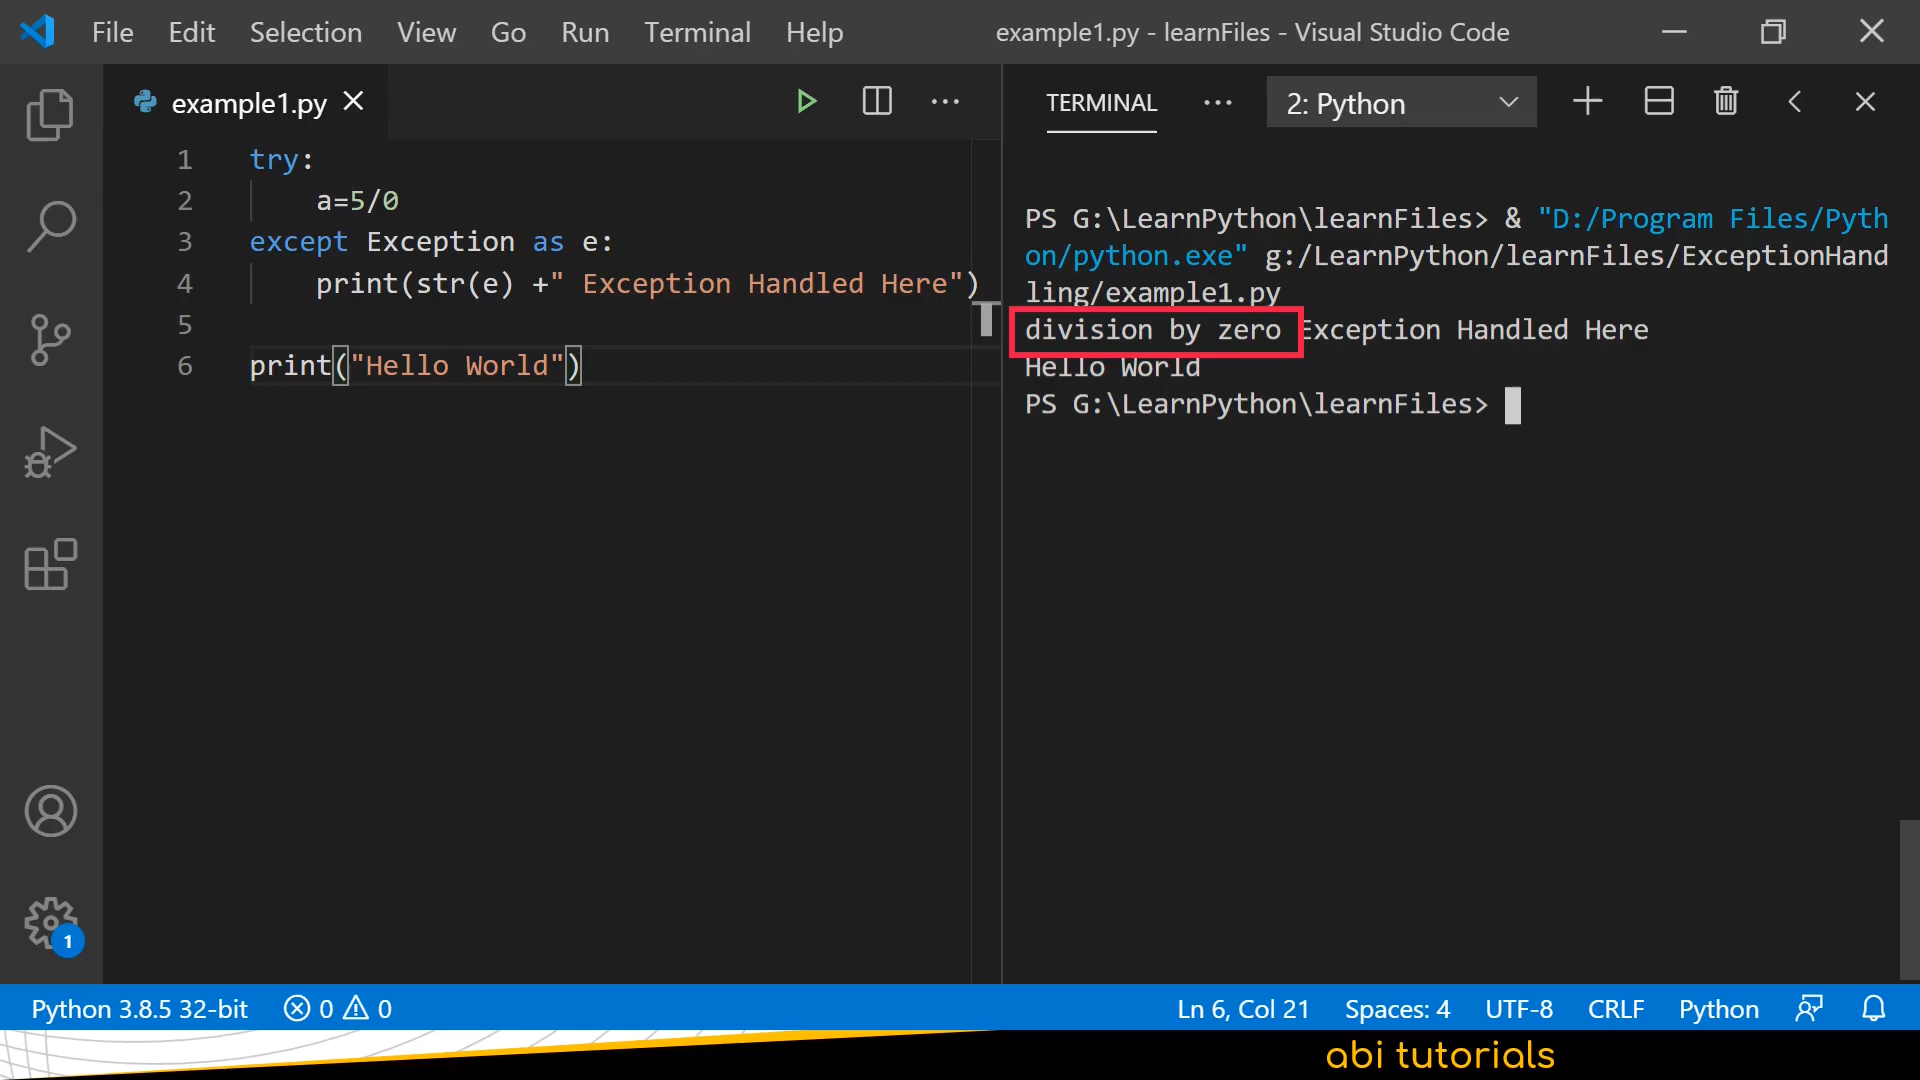 File Edit Selection View Go Run Terminal Help example1.py - learnFiles - Visual Studio Code
example1.py
1 try:
2     a=5/0
3 except Exception as e:
4     print(str(e) +" Exception Handled Here")
5
6 print("Hello World")
TERMINAL 2: Python
PS G:\LearnPython\learnFiles> & "D:/Program Files/Pyth
on/python.exe" g:/LearnPython/learnFiles/ExceptionHand
ling/example1.py
division by zero Exception Handled Here
Hello World
PS G:\LearnPython\learnFiles>
1
Python 3.8.5 32-bit 0 0 Ln 6, Col 21 Spaces: 4 UTF-8 CRLF Python
abi tutorials